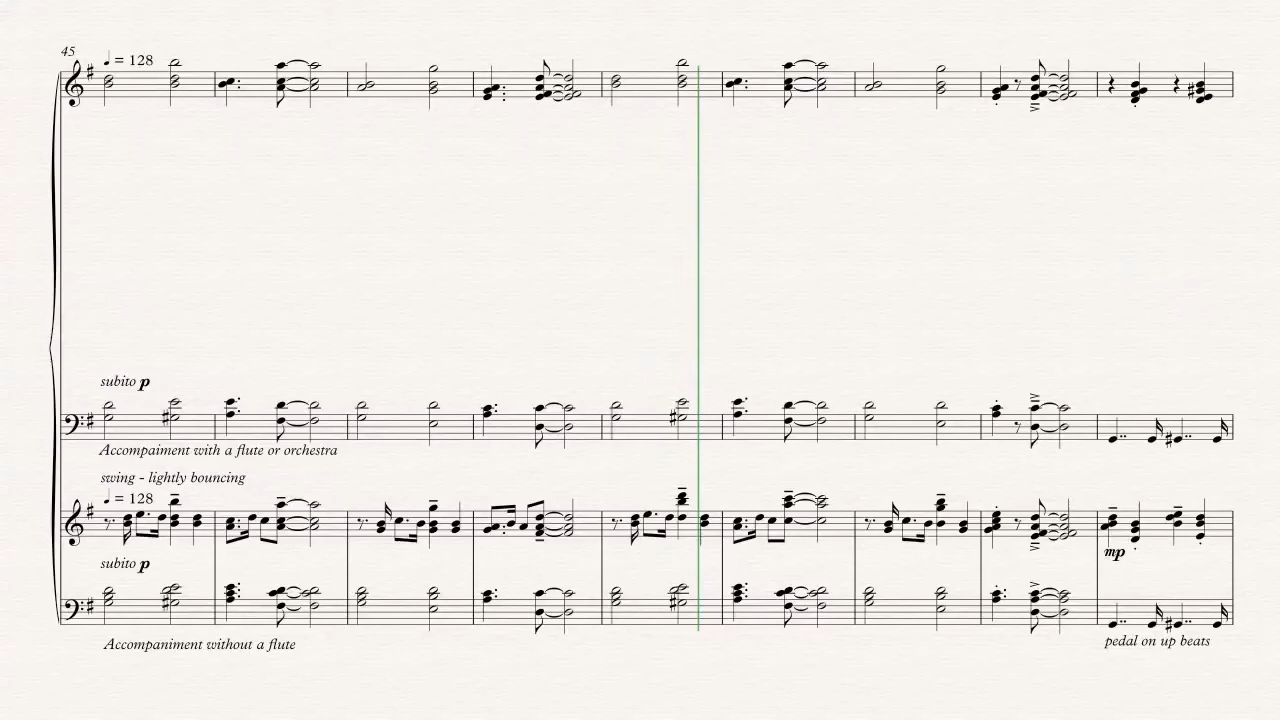 45
♩ = 128
subito p
Accompaiment with a flute or orchestra
swing - lightly bouncing
♩ = 128
subito p
mp
Accompaniment without a flute
pedal on up beats